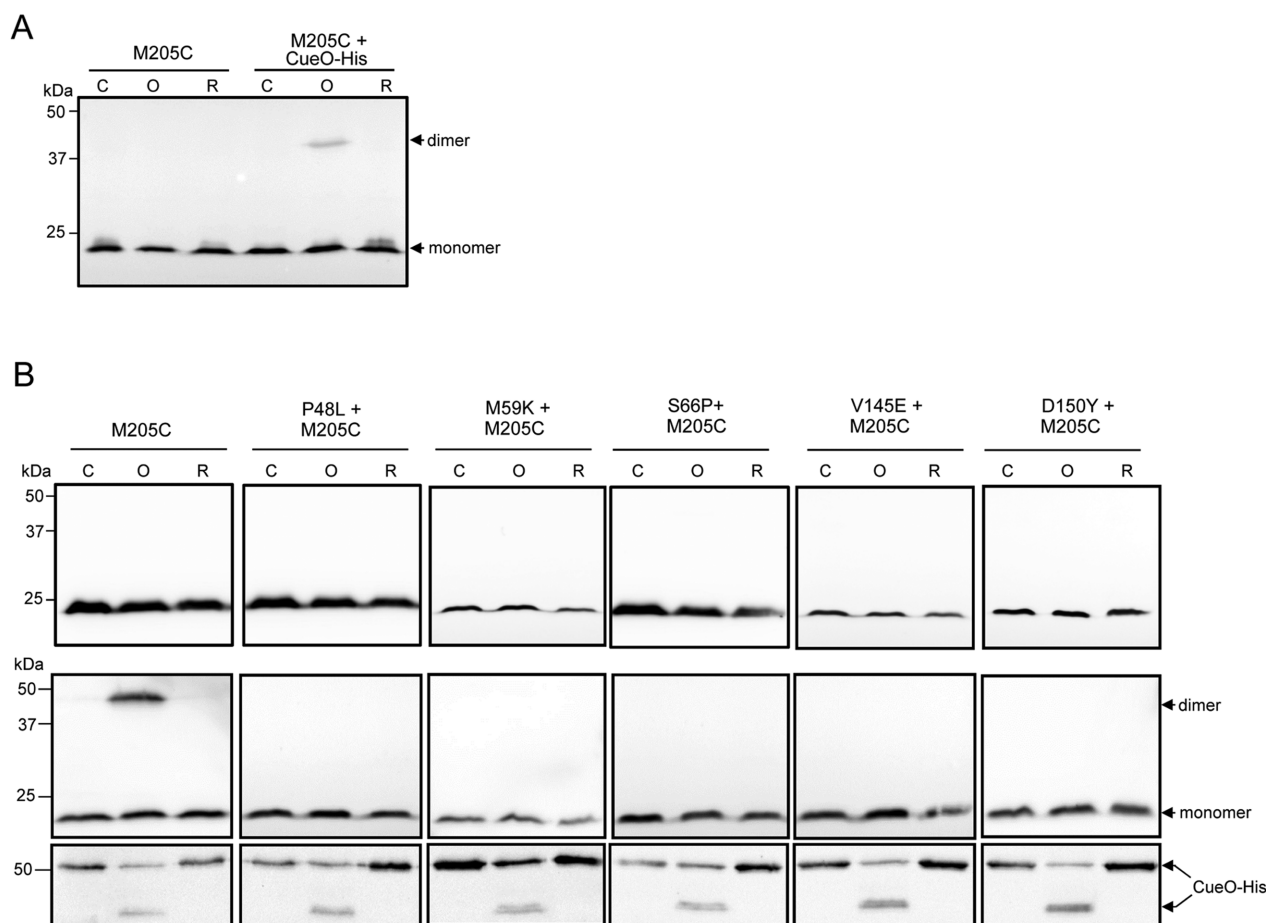 A
M205C
M205C +
CueO-His
kDa
C O R C O R
50
37
25
dimer
monomer
B
M205C
P48L +
M205C
M59K +
M205C
S66P+
M205C
V145E +
M205C
D150Y +
M205C
kDa
C O R C O R C O R C O R C O R C O R
50
37
25
kDa
50
37
25
dimer
monomer
50
CueO-His